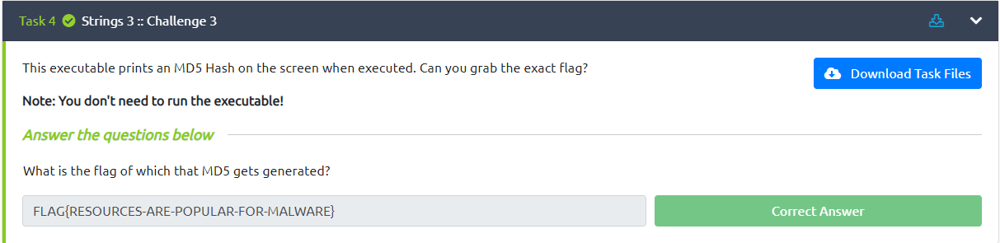 Task 4 Strings 3 :: Challenge 3
This executable prints an MD5 Hash on the screen when executed. Can you grab the exact flag?
Download Task Files
Note: You don't need to run the executable!
Answer the questions below
What is the flag of which that MD5 gets generated?
FLAG{RESOURCES-ARE-POPULAR-FOR-MALWARE}
Correct Answer